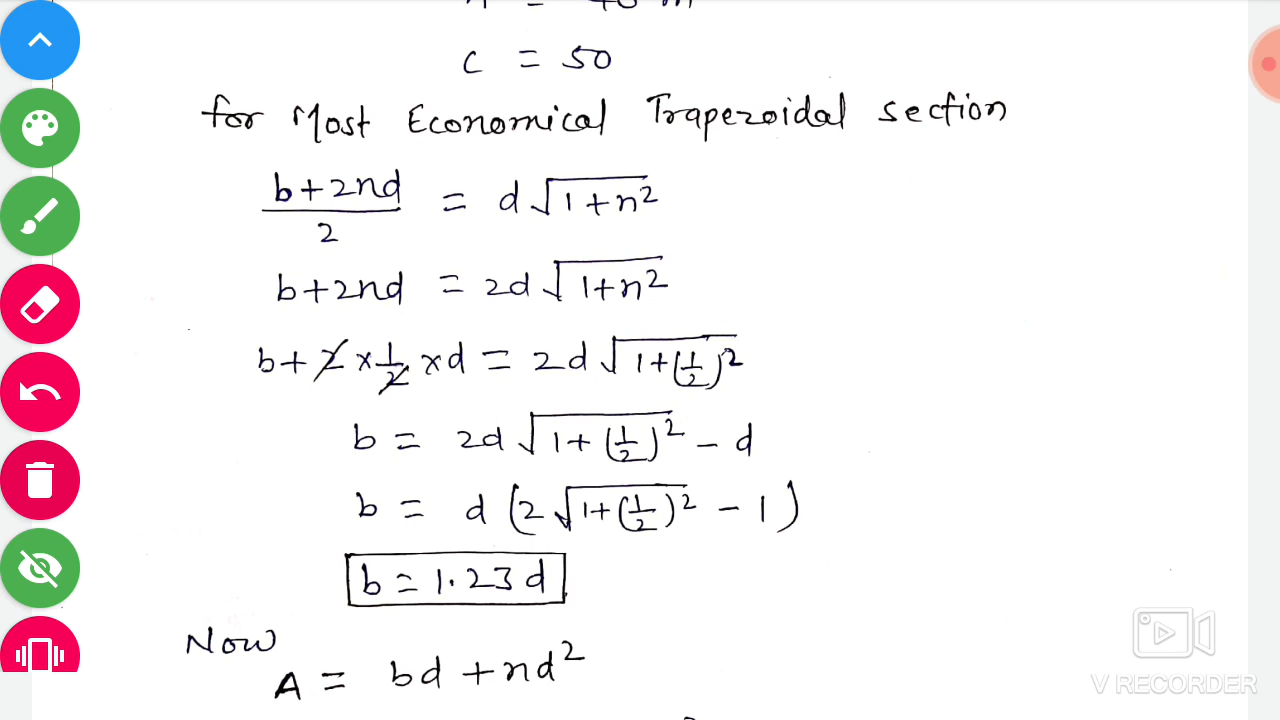 C = 50
for Most Economical Trapezoidal section
b+2nd/2 = d√1+n²
b+2nd = 2d√1+n²
b+2×1/2×d = 2d√1+(1/2)²
b = 2d√1+(1/2)² - d
b = d(2√1+(1/2)² - 1)
b = 1.23d
Now
A = bd + nd²
V RECORDER